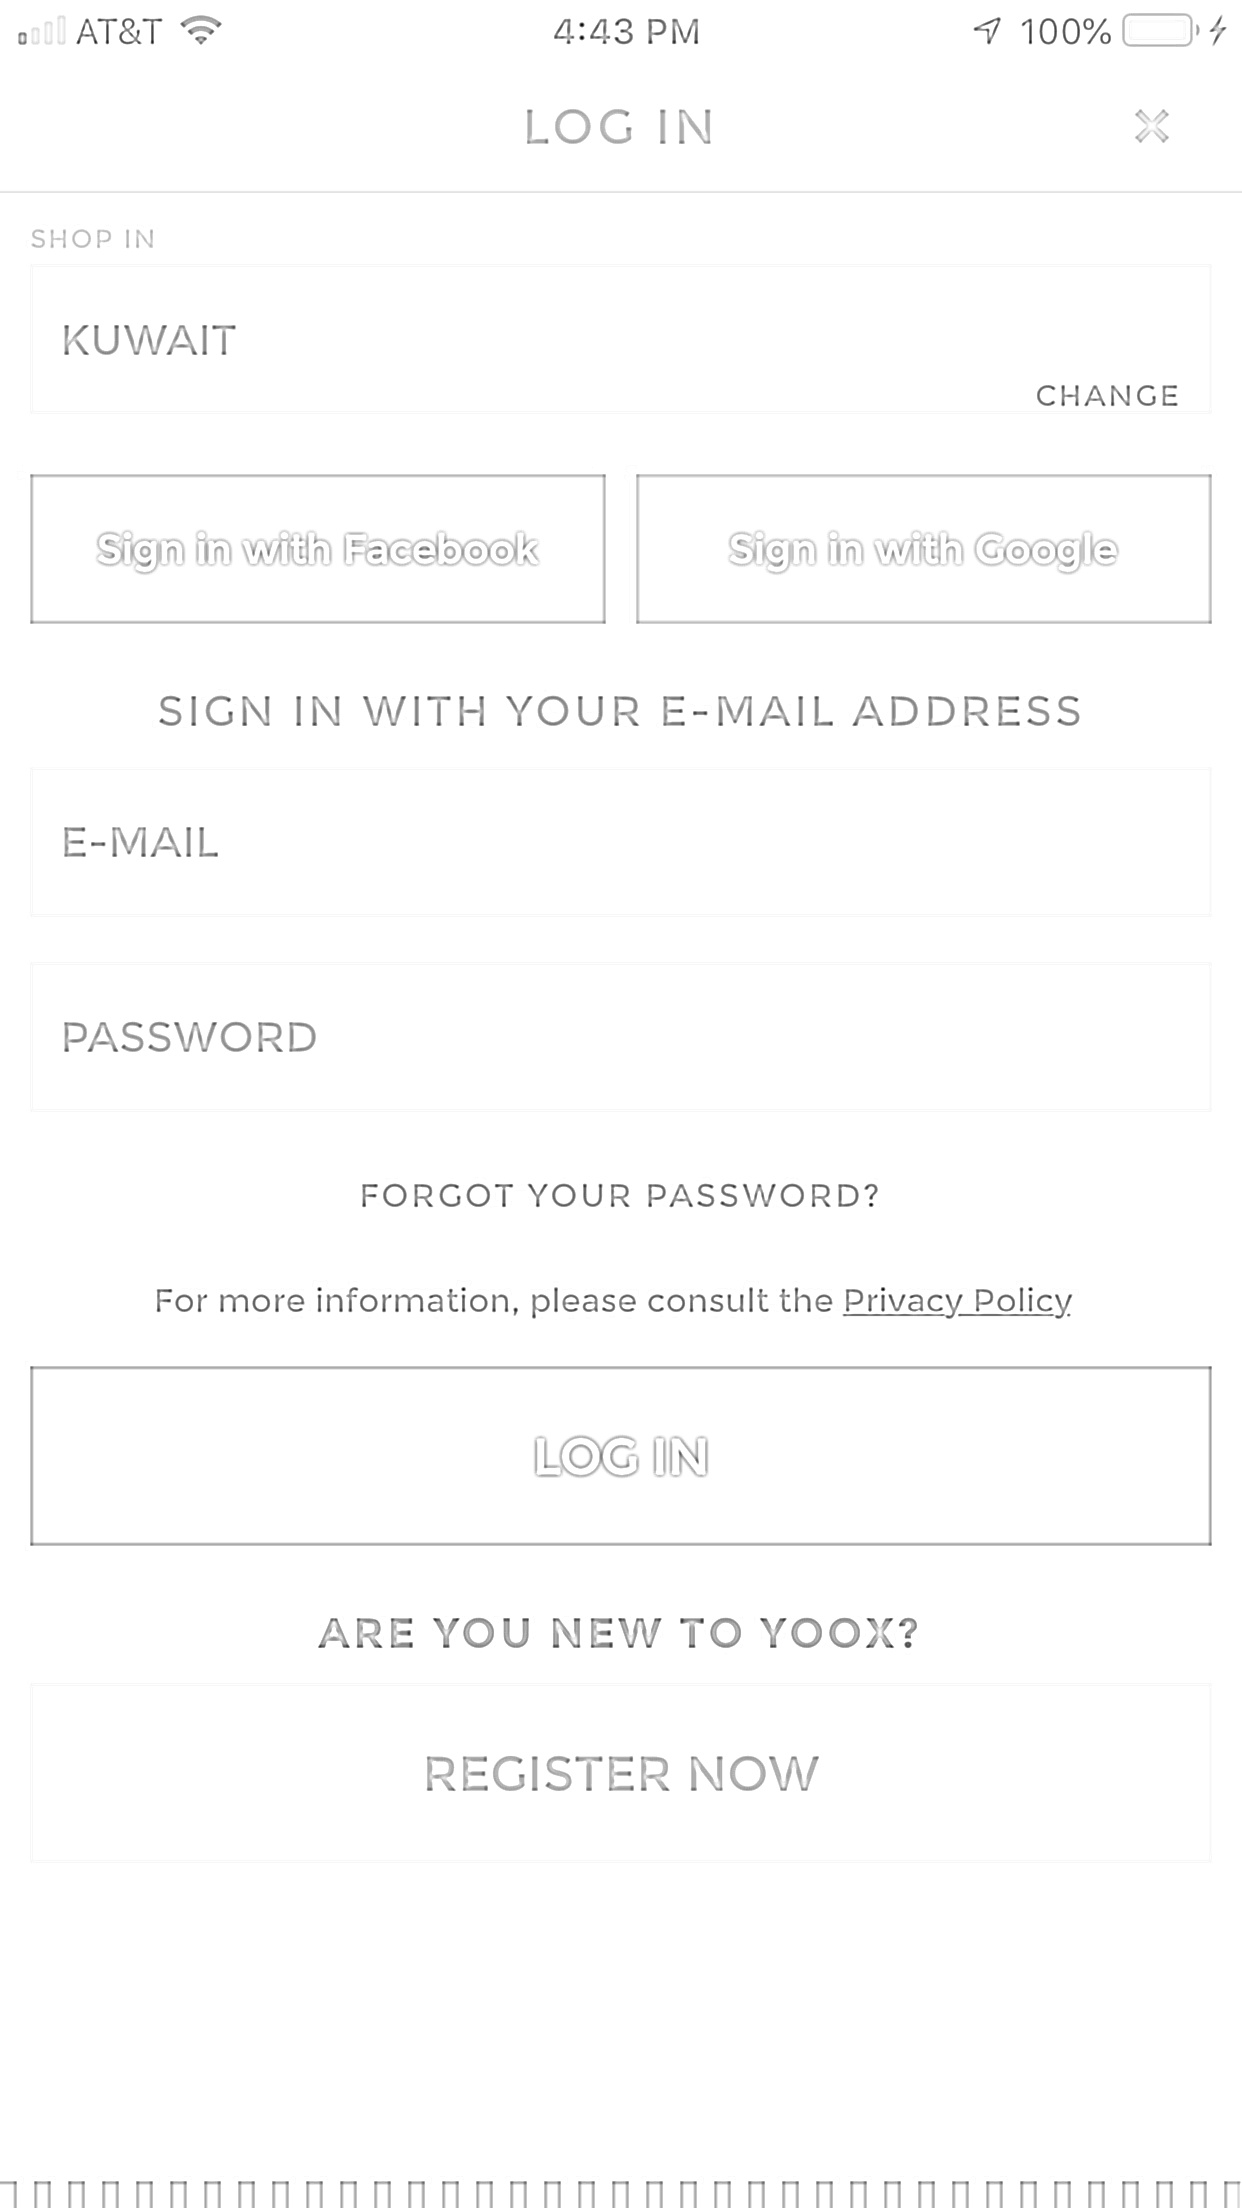 AT&T 4:43 PM 100%
LOG IN
SHOP IN
KUWAIT
CHANGE
Sign in with Facebook Sign in with Google
SIGN IN WITH YOUR E-MAIL ADDRESS
E-MAIL
PASSWORD
FORGOT YOUR PASSWORD?
For more information, please consult the Privacy Policy
LOG IN
ARE YOU NEW TO YOOX?
REGISTER NOW